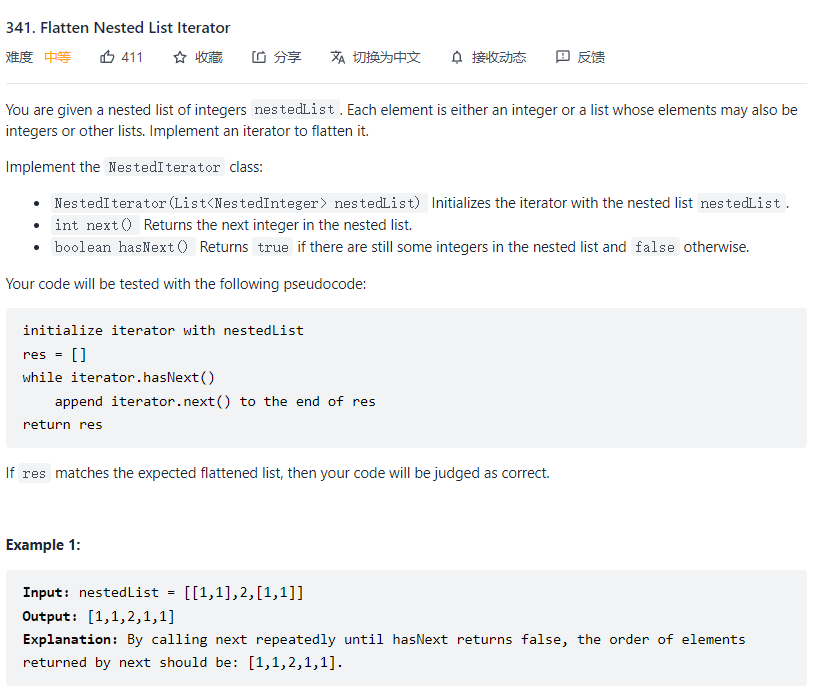 341. Flatten Nested List Iterator
难度 中等 411 收藏 分享 切换为中文 接收动态 反馈
You are given a nested list of integers nestedList. Each element is either an integer or a list whose elements may also be
integers or other lists. Implement an iterator to flatten it.
Implement the NestedIterator class:
• NestedIterator(List<NestedInteger> nestedList) Initializes the iterator with the nested list nestedList.
• int next() Returns the next integer in the nested list.
• boolean hasNext() Returns true if there are still some integers in the nested list and false otherwise.
Your code will be tested with the following pseudocode:
initialize iterator with nestedList
res = []
while iterator.hasNext()
    append iterator.next() to the end of res
return res
If res matches the expected flattened list, then your code will be judged as correct.
Example 1:
Input: nestedList = [[1,1],2,[1,1]]
Output: [1,1,2,1,1]
Explanation: By calling next repeatedly until hasNext returns false, the order of elements
returned by next should be: [1,1,2,1,1].